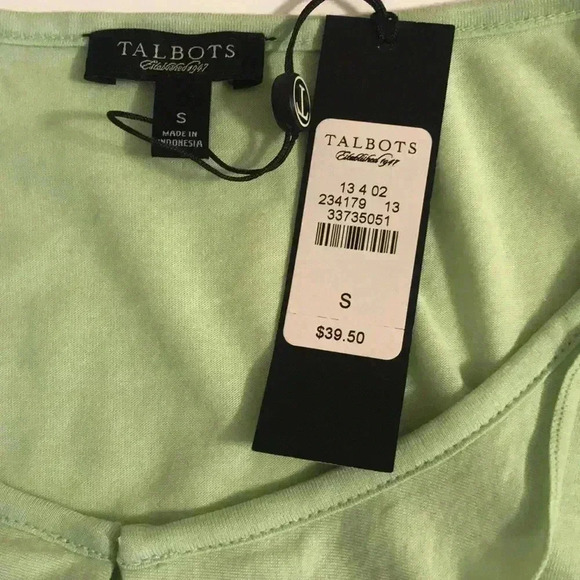 TALBOTS
Established 1947
S
MADE IN
INDONESIA
TALBOTS
Established 1947
13 4 02
234179 13
33735051
S
$39.50